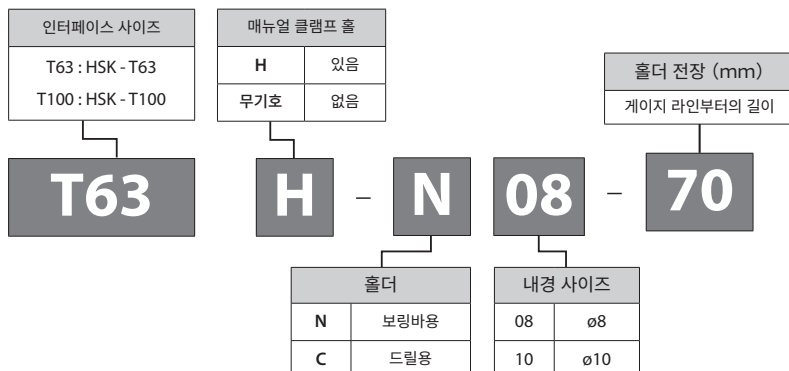 인터페이스 사이즈
T63 : HSK - T63
T100 : HSK - T100
매뉴얼 클램프 홀
H 있음
무기호 없음
홀더 전장 (mm)
게이지 라인부터의 길이
T63 H - N 08 - 70
홀더
N 보링바용
C 드릴용
내경 사이즈
08 ø8
10 ø10